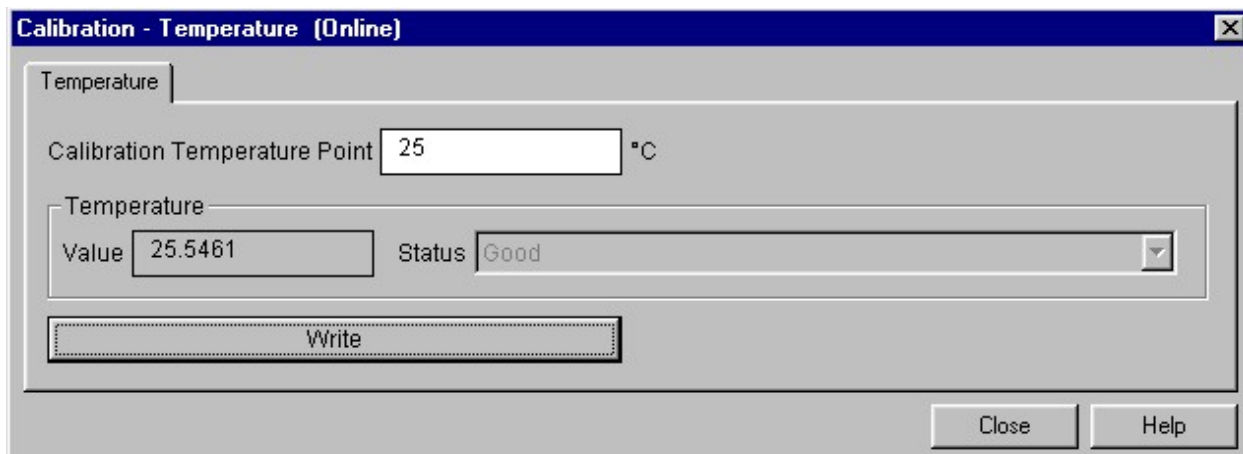 Calibration - Temperature (Online)
Temperature
Calibration Temperature Point 25 °C
Temperature
Value 25.5461 Status Good
Write
Close Help